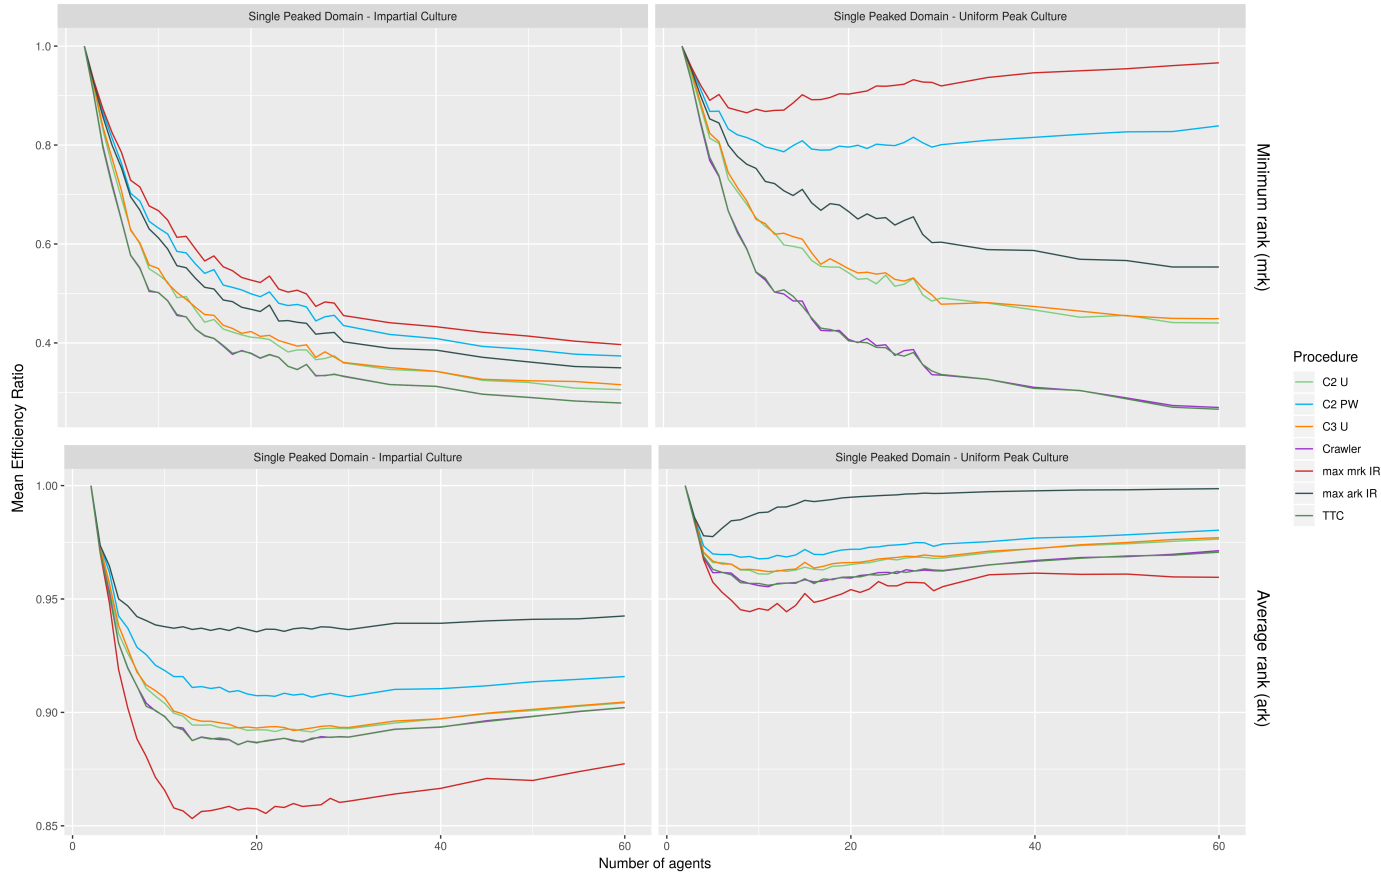 Single Peaked Domain - Impartial Culture
Single Peaked Domain - Uniform Peak Culture
1.0
0.8
0.6
0.4
Minimum rank (mrk)
Mean Efficiency Ratio
Single Peaked Domain - Impartial Culture
Single Peaked Domain - Uniform Peak Culture
1.00
0.95
0.90
0.85
Average rank (ark)
0 20 40 60
0 20 40 60
Number of agents
Procedure
C2 U
C2 PW
C3 U
Crawler
max mrk IR
max ark IR
TTC